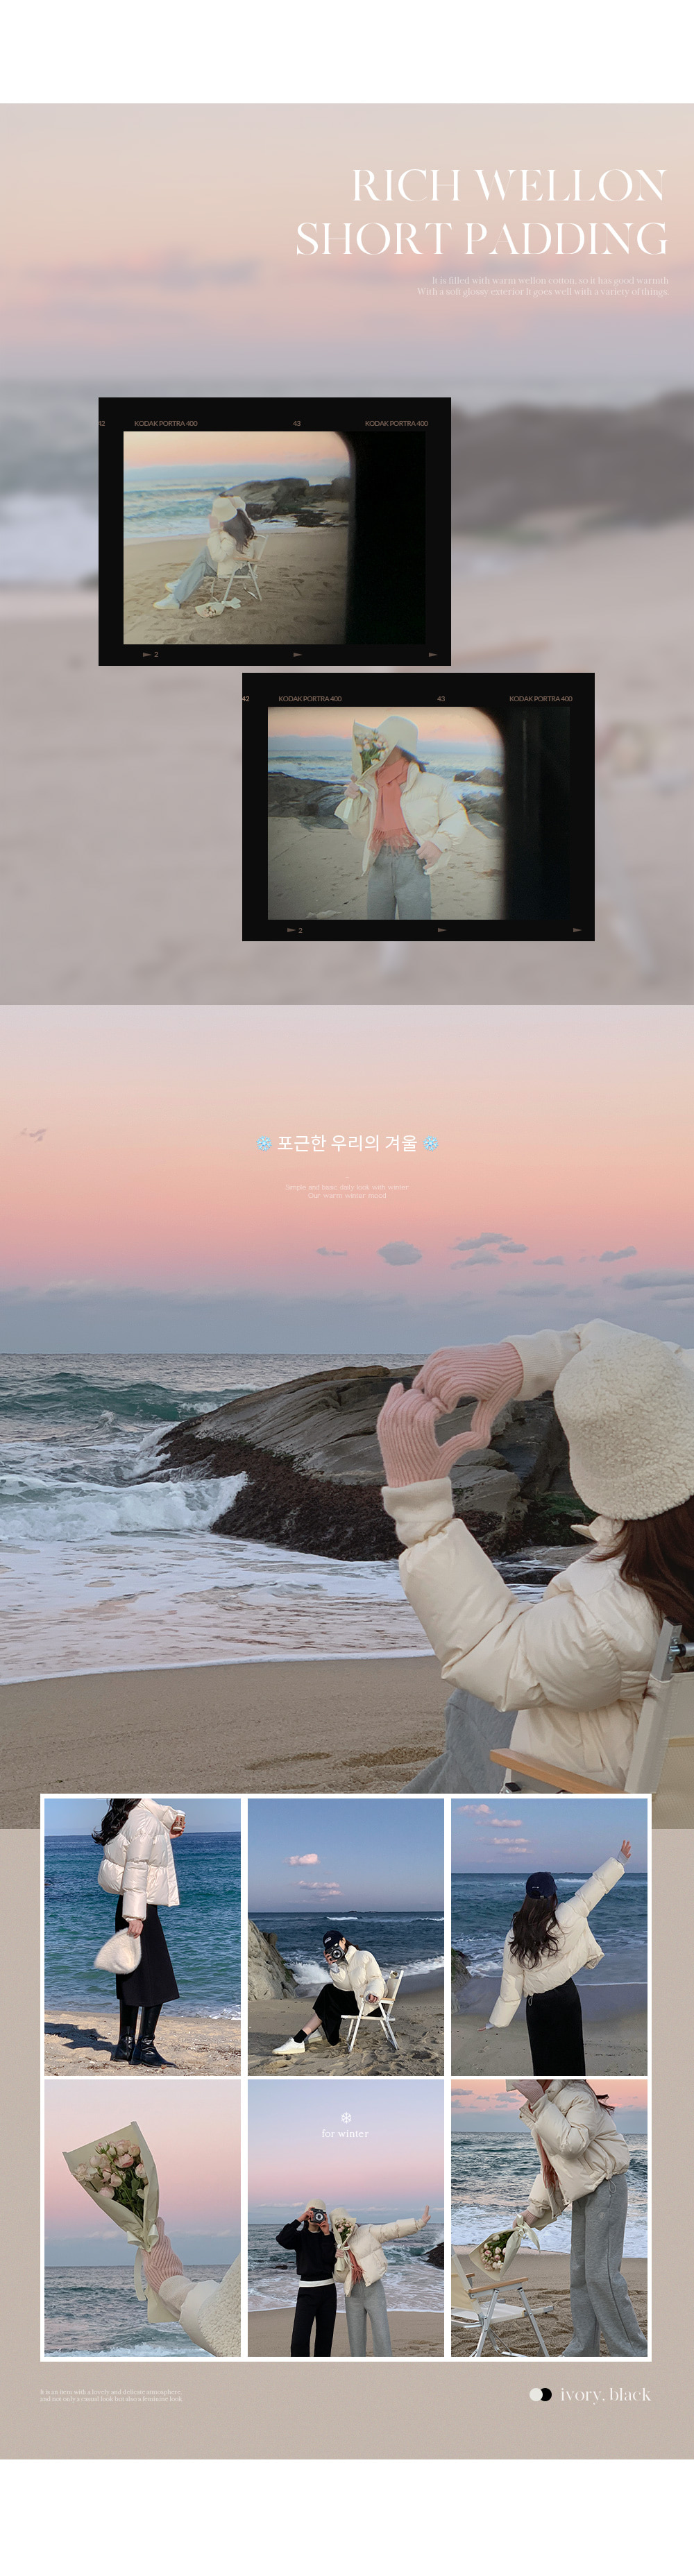 RICH WELLON
SHORT PADDING
It is filled with warm wellon cotton, so it has good warmth
With a soft glossy exterior it goes well with a variety of things.
42 KODAK PORTRA 400 43 KODAK PORTRA 400
2
42 KODAK PORTRA 400 43 KODAK PORTRA 400
2
포근한 우리의 겨울
Simple and basic daily look with winter
Our warm winter mood
for winter
It is an item with a lovely and delicate atmosphere,
and not only a casual look but also a feminine look
ivory, black